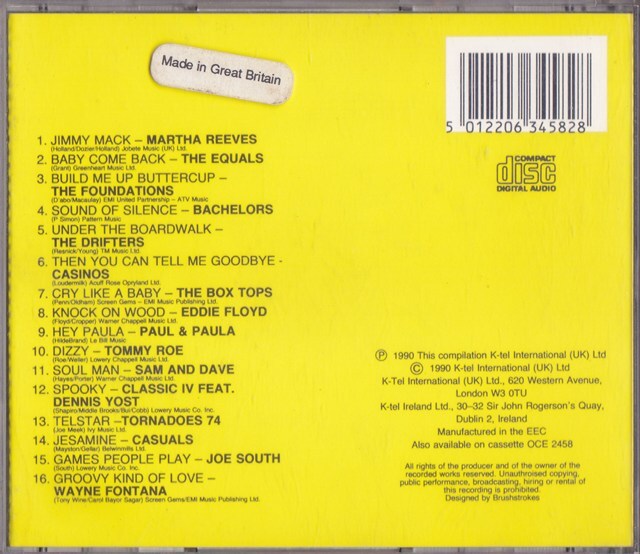 Made in Great Britain
5 012206 345828
COMPACT
disc
DIGITAL AUDIO
1. JIMMY MACK – MARTHA REEVES
(Holland/Dozier/Holland) Jobete Music (UK) Ltd.
2. BABY COME BACK – THE EQUALS
(Grant) Greenheart Music Ltd.
3. BUILD ME UP BUTTERCUP –
THE FOUNDATIONS
(D'abo/Macaulay) EMI United Partnership – ATV Music
4. SOUND OF SILENCE – BACHELORS
(P Simon) Pattern Music
5. UNDER THE BOARDWALK –
THE DRIFTERS
(Resnick/Young) TM Music Ltd.
6. THEN YOU CAN TELL ME GOODBYE -
CASINOS
(Loudermilk) Acuff Rose Opryland Ltd.
7. CRY LIKE A BABY – THE BOX TOPS
(Penn/Oldham) Screen Gems – EMI Music Publishing Ltd.
8. KNOCK ON WOOD – EDDIE FLOYD
(Floyd/Cropper) Warner Chappell Music Ltd.
9. HEY PAULA – PAUL & PAULA
(HildeBrand) Le Bill Music
10. DIZZY – TOMMY ROE
(Roe/Weller) Lowery Chappell Music Ltd.
11. SOUL MAN – SAM AND DAVE
(Hayes/Porter) Warner Chappell Music Ltd.
12. SPOOKY – CLASSIC IV FEAT.
DENNIS YOST
(Shapiro/Middle Brooks/Bui/Cobb) Lowery Music Co. Inc.
13. TELSTAR – TORNADOES 74
(Joe Meek) Ivy Music Ltd.
14. JESAMINE – CASUALS
(Mayston/Gellar) Belwinmills Ltd.
15. GAMES PEOPLE PLAY – JOE SOUTH
(South) Lowery Music Co. Inc.
16. GROOVY KIND OF LOVE –
WAYNE FONTANA
(Tony Wine/Carol Bayor Sagar) Screen Gems/EMI Music Publishing Ltd.
Ⓟ 1990 This compilation K-tel International (UK) Ltd
© 1990 K-tel International (UK) Ltd.
K-Tel International (UK) Ltd., 620 Western Avenue,
London W3 0TU
K-tel Ireland Ltd., 30–32 Sir John Rogerson's Quay,
Dublin 2, Ireland
Manufactured in the EEC
Also available on cassette OCE 2458
All rights of the producer and of the owner of the
recorded works reserved. Unauthroised copying,
public performance, broadcasting, hiring or rental of
this recording is prohibited.
Designed by Brushstrokes